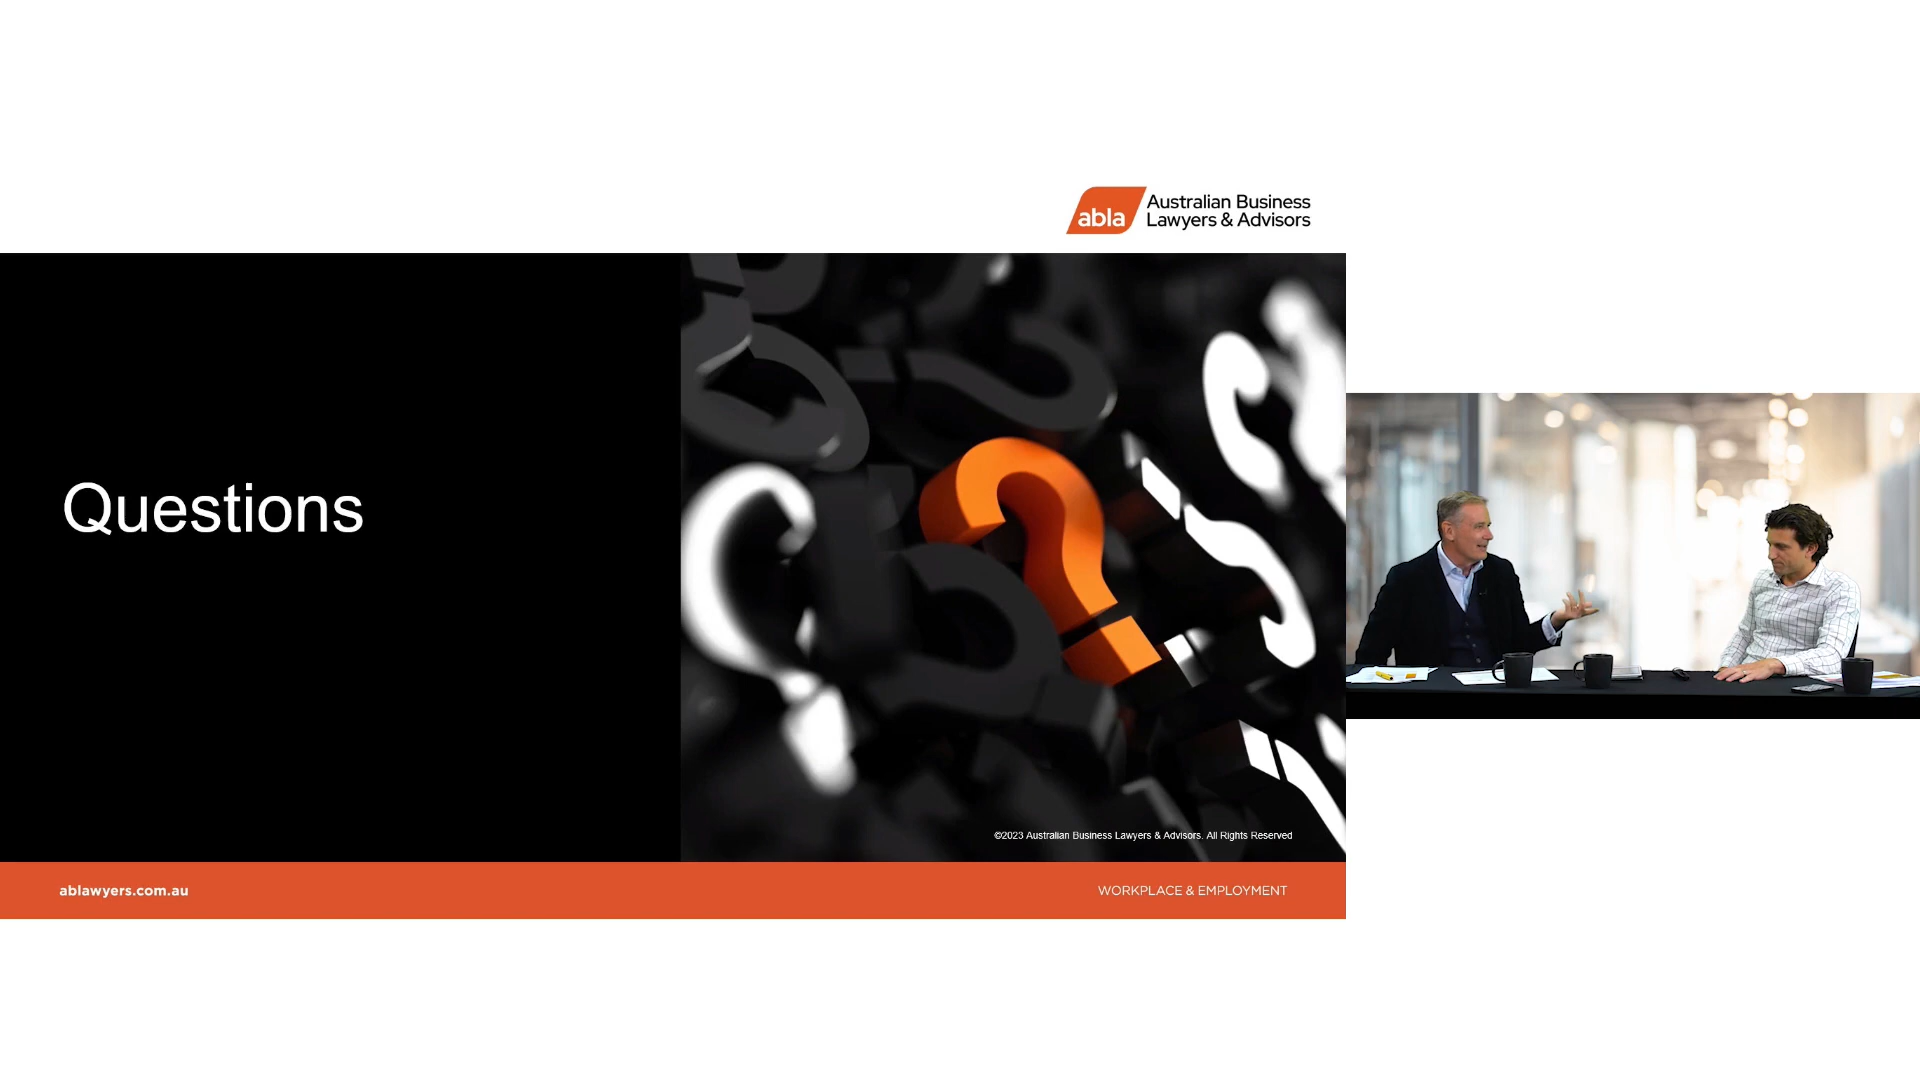 abla
Australian Business
Lawyers & Advisors
Questions
©2023 Australian Business Lawyers & Advisors. All Rights Reserved
ablawyers.com.au
WORKPLACE & EMPLOYMENT